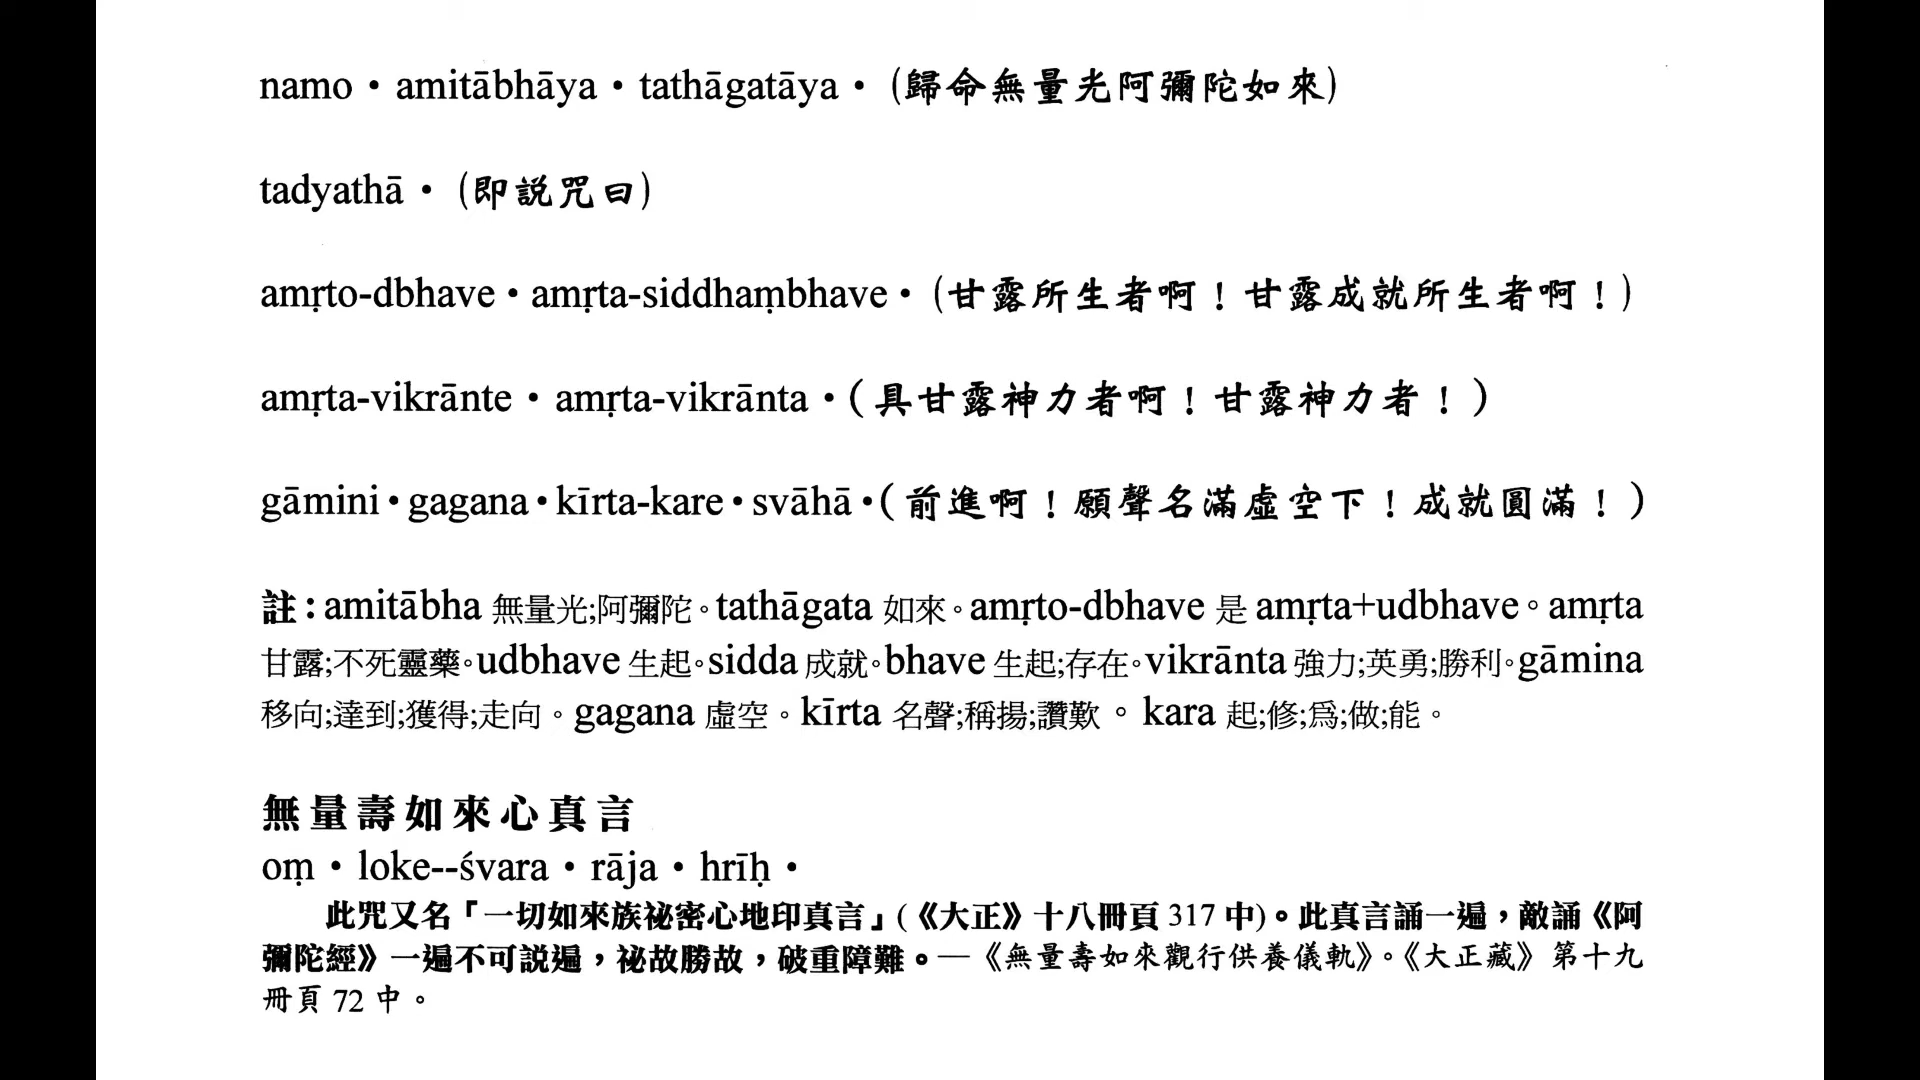 namo • amitābhāya • tathāgatāya • (歸命無量光阿彌陀如來)
tadyathā • (即説咒曰)
amṛto-dbhave • amṛta-siddhaṃbhave • (甘露所生者啊！甘露成就所生者啊！)
amṛta-vikrānte • amṛta-vikrānta • (具甘露神力者啊！甘露神力者！)
gāmini • gagana • kīrta-kare • svāhā • (前進啊！願聲名滿虛空下！成就圓滿！)
註：amitābha 無量光;阿彌陀。tathāgata 如來。amṛto-dbhave 是 amṛta+udbhave。amṛta
甘露;不死靈藥。udbhave 生起。sidda 成就。bhave 生起;存在。vikrānta 強力;英勇;勝利。gāmina
移向;達到;獲得;走向。gagana 虛空。kīrta 名聲;稱揚;讚歎。kara 起;修;爲;做;能。
無量壽如來心真言
oṃ • loke--śvara • rāja • hrīḥ •
此咒又名「一切如來族祕密心地印真言」(《大正》十八冊頁 317 中)。此真言誦一遍，敵誦《阿
彌陀經》一遍不可説遍，祕故勝故，破重障難。—《無量壽如來觀行供養儀軌》。《大正藏》第十九
冊頁 72 中。